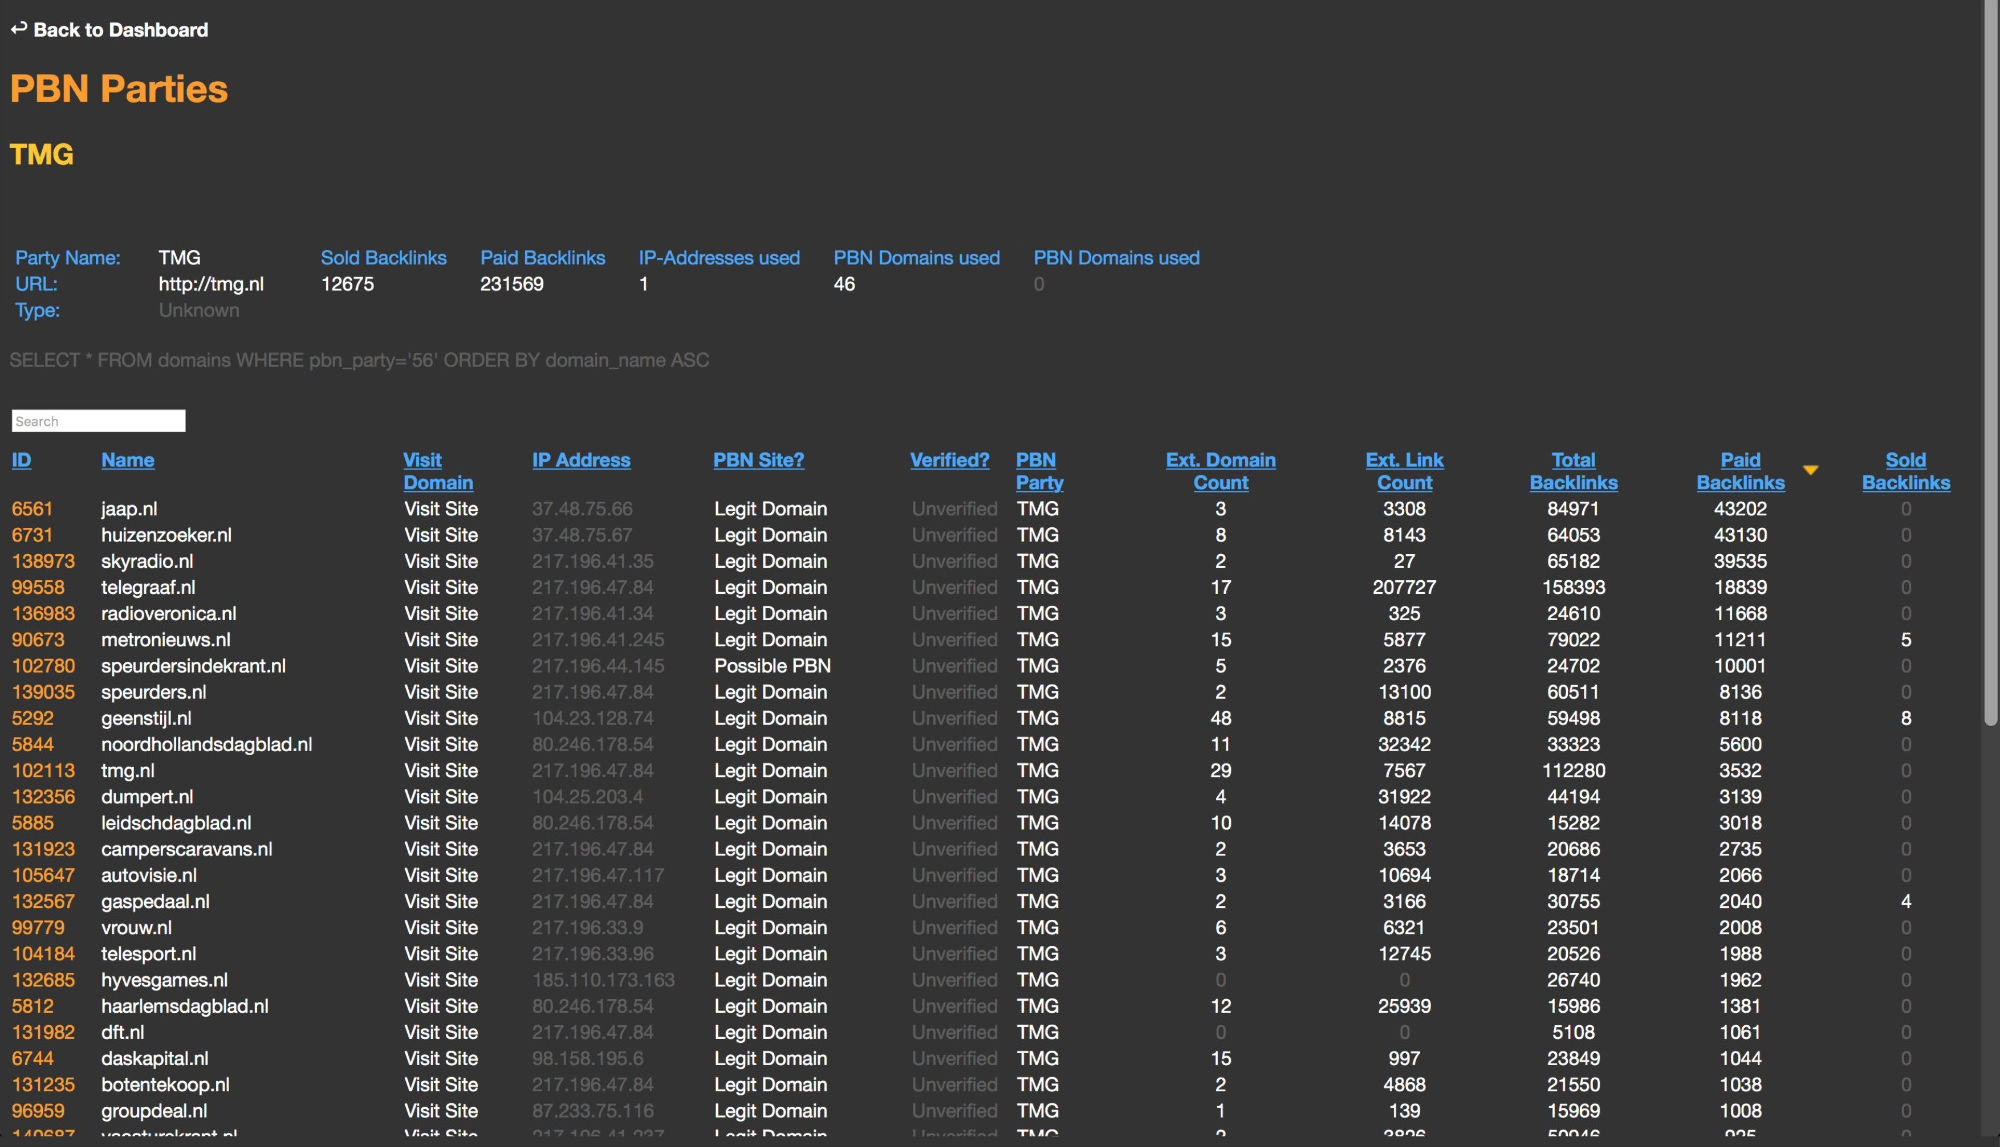 ↩ Back to Dashboard
PBN Parties
TMG
Party Name: TMG Sold Backlinks Paid Backlinks IP-Addresses used PBN Domains used PBN Domains used
URL: http://tmg.nl 12675 231569 1 46 0
Type: Unknown
SELECT * FROM domains WHERE pbn_party='56' ORDER BY domain_name ASC
Search
ID Name Visit Domain IP Address PBN Site? Verified? PBN Party Ext. Domain Count Ext. Link Count Total Backlinks Paid Backlinks Sold Backlinks
6561 jaap.nl Visit Site 37.48.75.66 Legit Domain Unverified TMG 3 3308 84971 43202 0
6731 huizenzoeker.nl Visit Site 37.48.75.67 Legit Domain Unverified TMG 8 8143 64053 43130 0
138973 skyradio.nl Visit Site 217.196.41.35 Legit Domain Unverified TMG 2 27 65182 39535 0
99558 telegraaf.nl Visit Site 217.196.47.84 Legit Domain Unverified TMG 17 207727 158393 18839 0
136983 radioveronica.nl Visit Site 217.196.41.34 Legit Domain Unverified TMG 3 325 24610 11668 0
90673 metronieuws.nl Visit Site 217.196.41.245 Legit Domain Unverified TMG 15 5877 79022 11211 5
102780 speurdersindekrant.nl Visit Site 217.196.44.145 Possible PBN Unverified TMG 5 2376 24702 10001 0
139035 speurders.nl Visit Site 217.196.47.84 Legit Domain Unverified TMG 2 13100 60511 8136 0
5292 geenstijl.nl Visit Site 104.23.128.74 Legit Domain Unverified TMG 48 8815 59498 8118 8
5844 noordhollandsdagblad.nl Visit Site 80.246.178.54 Legit Domain Unverified TMG 11 32342 33323 5600 0
102113 tmg.nl Visit Site 217.196.47.84 Legit Domain Unverified TMG 29 7567 112280 3532 0
132356 dumpert.nl Visit Site 104.25.203.4 Legit Domain Unverified TMG 4 31922 44194 3139 0
5885 leidschdagblad.nl Visit Site 80.246.178.54 Legit Domain Unverified TMG 10 14078 15282 3018 0
131923 camperscaravans.nl Visit Site 217.196.47.84 Legit Domain Unverified TMG 2 3653 20686 2735 0
105647 autovisie.nl Visit Site 217.196.47.117 Legit Domain Unverified TMG 3 10694 18714 2066 0
132567 gaspedaal.nl Visit Site 217.196.47.84 Legit Domain Unverified TMG 2 3166 30755 2040 4
99779 vrouw.nl Visit Site 217.196.33.9 Legit Domain Unverified TMG 6 6321 23501 2008 0
104184 telesport.nl Visit Site 217.196.33.96 Legit Domain Unverified TMG 3 12745 20526 1988 0
132685 hyvesgames.nl Visit Site 185.110.173.163 Legit Domain Unverified TMG 0 0 26740 1962 0
5812 haarlemsdagblad.nl Visit Site 80.246.178.54 Legit Domain Unverified TMG 12 25939 15986 1381 0
131982 dft.nl Visit Site 217.196.47.84 Legit Domain Unverified TMG 0 0 5108 1061 0
6744 daskapital.nl Visit Site 98.158.195.6 Legit Domain Unverified TMG 15 997 23849 1044 0
131235 botentekoop.nl Visit Site 217.196.47.84 Legit Domain Unverified TMG 2 4868 21550 1038 0
96959 groupdeal.nl Visit Site 87.233.75.116 Legit Domain Unverified TMG 1 139 15969 1008 0
Visit Site Legit Domain Unverified TMG